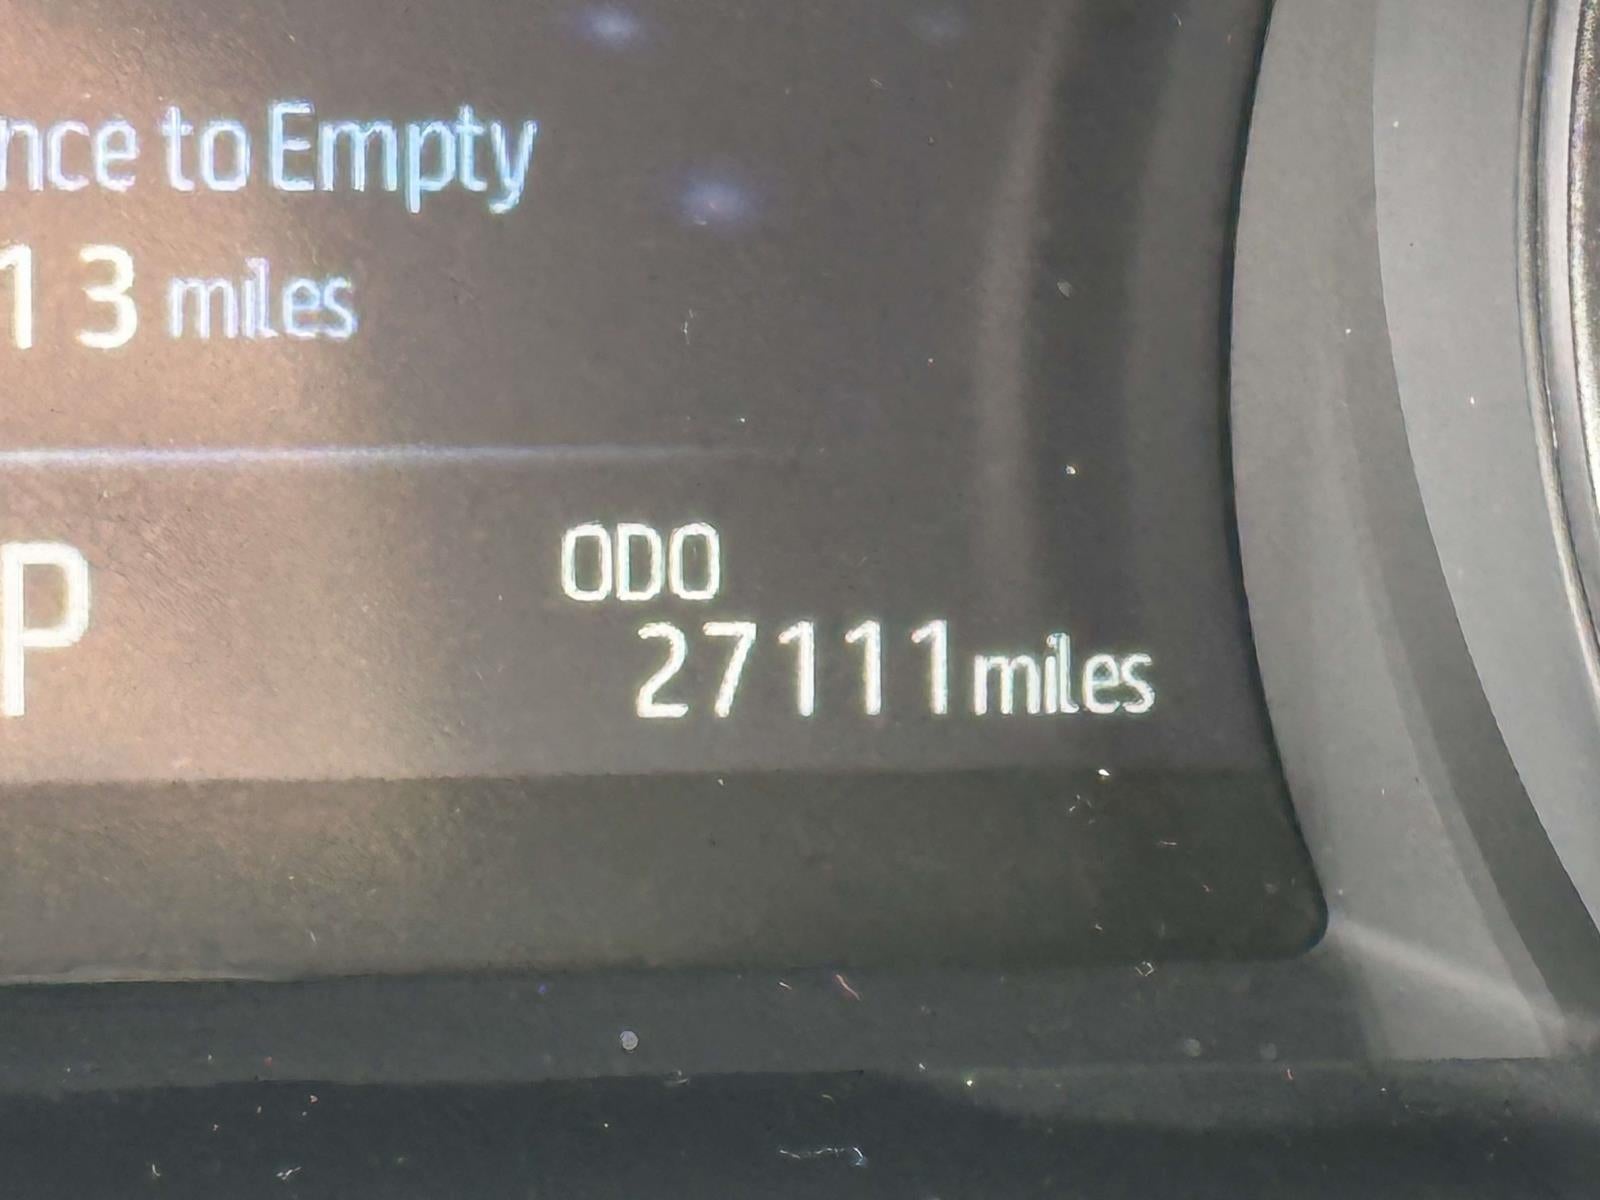 nce to Empty
13 miles
P
ODO
27111 miles